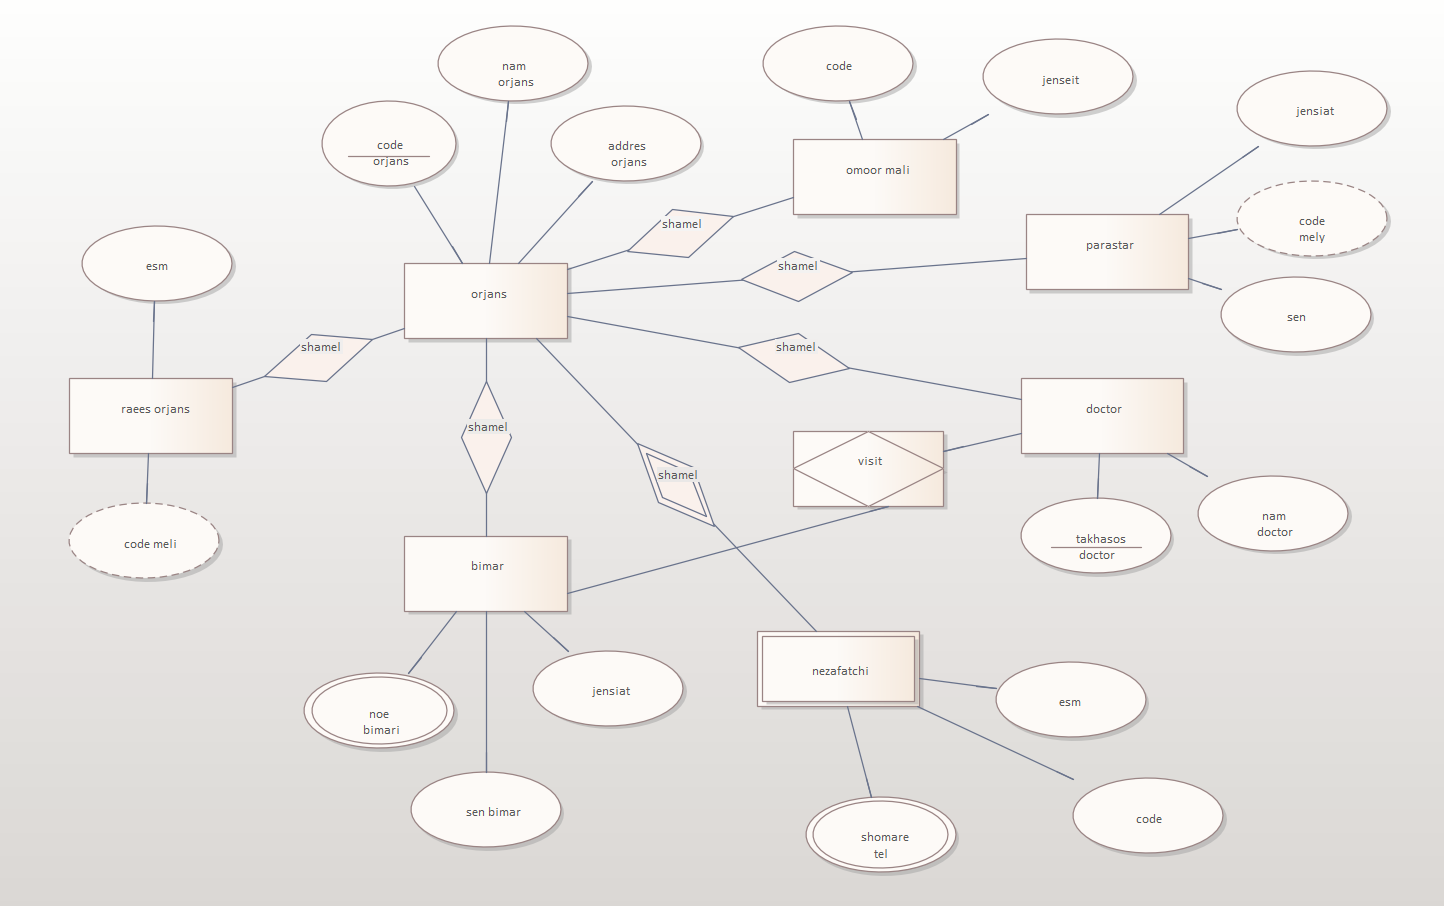 nam
orjans
code
jenseit
jensiat
code
orjans
addres
orjans
omoor mali
shamel
code
mely
parastar
esm
shamel
orjans
sen
shamel
shamel
raees orjans
doctor
shamel
visit
shamel
nam
doctor
takhasos
doctor
code meli
bimar
nezafatchi
jensiat
esm
noe
bimari
sen bimar
code
shomare
tel